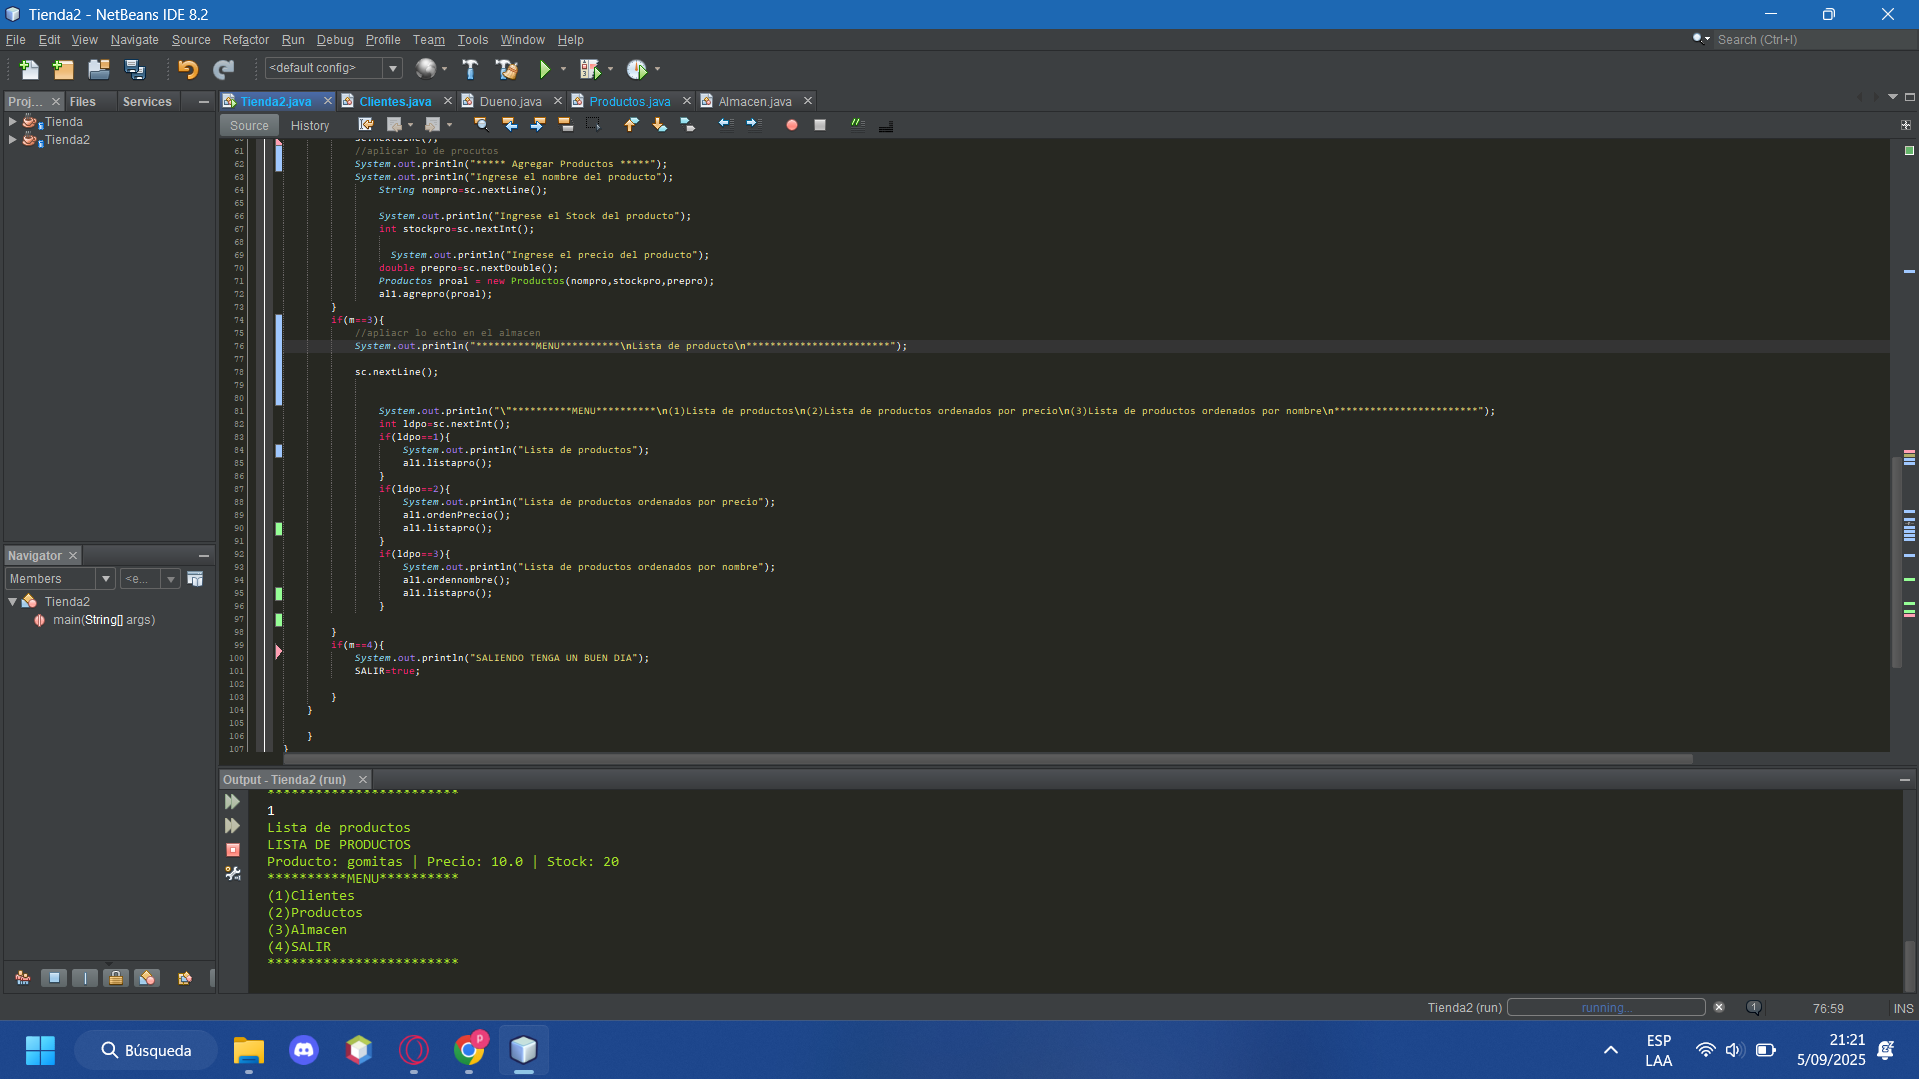 Tienda2 - NetBeans IDE 8.2
File Edit View Navigate Source Refactor Run Debug Profile Team Tools Window Help
Search (Ctrl+I)
<default config>
Proj... Files Services
Tienda2.java Clientes.java Dueno.java Productos.java Almacen.java
Tienda
Tienda2
Source History
60 sc.nextLine();
61 //aplicar lo de procutos
62 System.out.println("***** Agregar Productos *****");
63 System.out.println("Ingrese el nombre del producto");
64 String nompro=sc.nextLine();
65
66 System.out.println("Ingrese el Stock del producto");
67 int stockpro=sc.nextInt();
68
69 System.out.println("Ingrese el precio del producto");
70 double prepro=sc.nextDouble();
71 Productos proal = new Productos(nompro,stockpro,prepro);
72 al1.agrepro(proal);
73 }
74 if(m==3){
75 //apliacr lo echo en el almacen
76 System.out.println("**********MENU**********\nLista de producto\n************************");
77
78 sc.nextLine();
79
80
81 System.out.println("\"**********MENU**********\n(1)Lista de productos\n(2)Lista de productos ordenados por precio\n(3)Lista de productos ordenados por nombre\n************************");
82 int ldpo=sc.nextInt();
83 if(ldpo==1){
84 System.out.println("Lista de productos");
85 al1.listapro();
86 }
87 if(ldpo==2){
88 System.out.println("Lista de productos ordenados por precio");
89 al1.ordenPrecio();
90 al1.listapro();
91 }
92 if(ldpo==3){
93 System.out.println("Lista de productos ordenados por nombre");
94 al1.ordennombre();
95 al1.listapro();
96 }
97
98 }
99 if(m==4){
100 System.out.println("SALIENDO TENGA UN BUEN DIA");
101 SALIR=true;
102
103 }
104 }
105
106 }
107 }
Navigator
Members <e...
Tienda2
main(String[] args)
Output - Tienda2 (run)
************************
1
Lista de productos
LISTA DE PRODUCTOS
Producto: gomitas | Precio: 10.0 | Stock: 20
**********MENU**********
(1)Clientes
(2)Productos
(3)Almacen
(4)SALIR
************************
Tienda2 (run) running... 1 76:59 INS
Búsqueda
P
ESP
LAA
21:21
5/09/2025